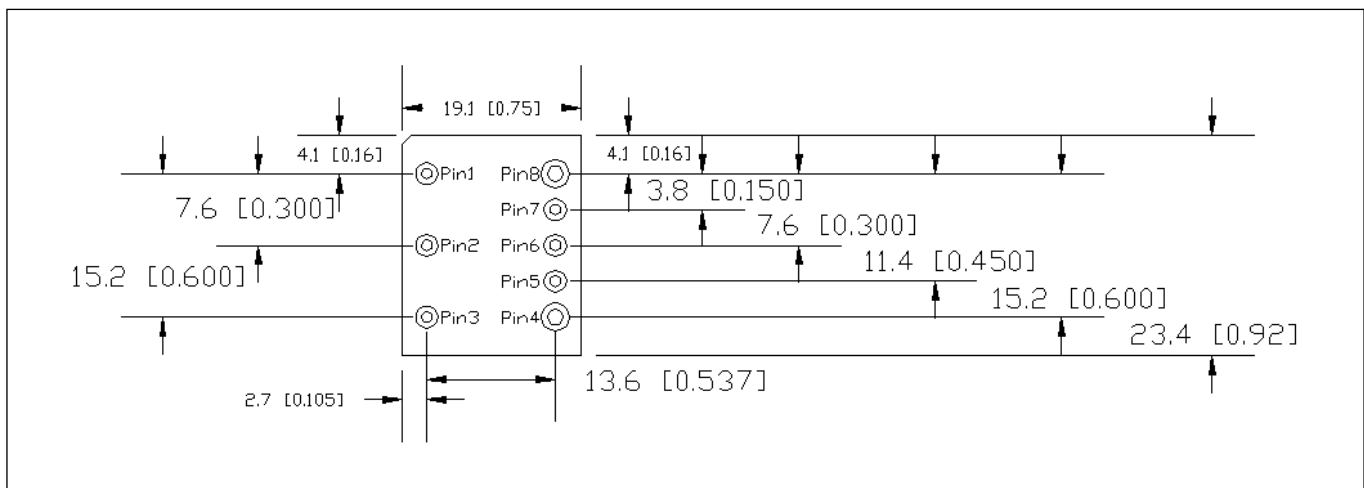 19.1 [0.75]
4.1 [0.16]
4.1 [0.16]
Pin1 Pin8
3.8 [0.150]
7.6 [0.300]
Pin7
7.6 [0.300]
Pin2 Pin6
11.4 [0.450]
15.2 [0.600]
Pin5
15.2 [0.600]
Pin3 Pin4
23.4 [0.92]
13.6 [0.537]
2.7 [0.105]